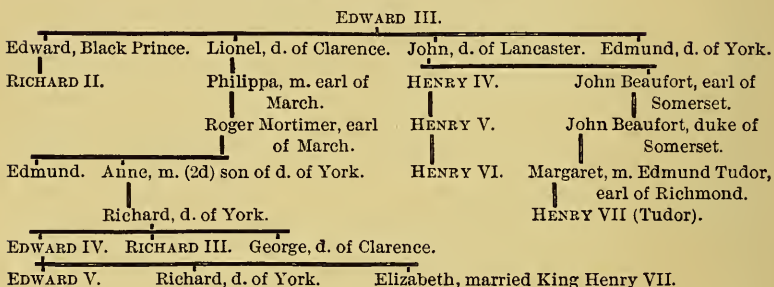 EDWARD III.
Edward, Black Prince. Lionel, d. of Clarence. John, d. of Lancaster. Edmund, d. of York.
RICHARD II. Philippa, m. earl of HENRY IV. John Beaufort, earl of
March. Somerset.
Roger Mortimer, earl HENRY V. John Beaufort, duke of
of March. Somerset.
Edmund. Anne, m. (2d) son of d. of York. HENRY VI. Margaret, m. Edmund Tudor,
earl of Richmond.
Richard, d. of York. HENRY VII (Tudor).
EDWARD IV. RICHARD III. George, d. of Clarence.
EDWARD V. Richard, d. of York. Elizabeth, married King Henry VII.